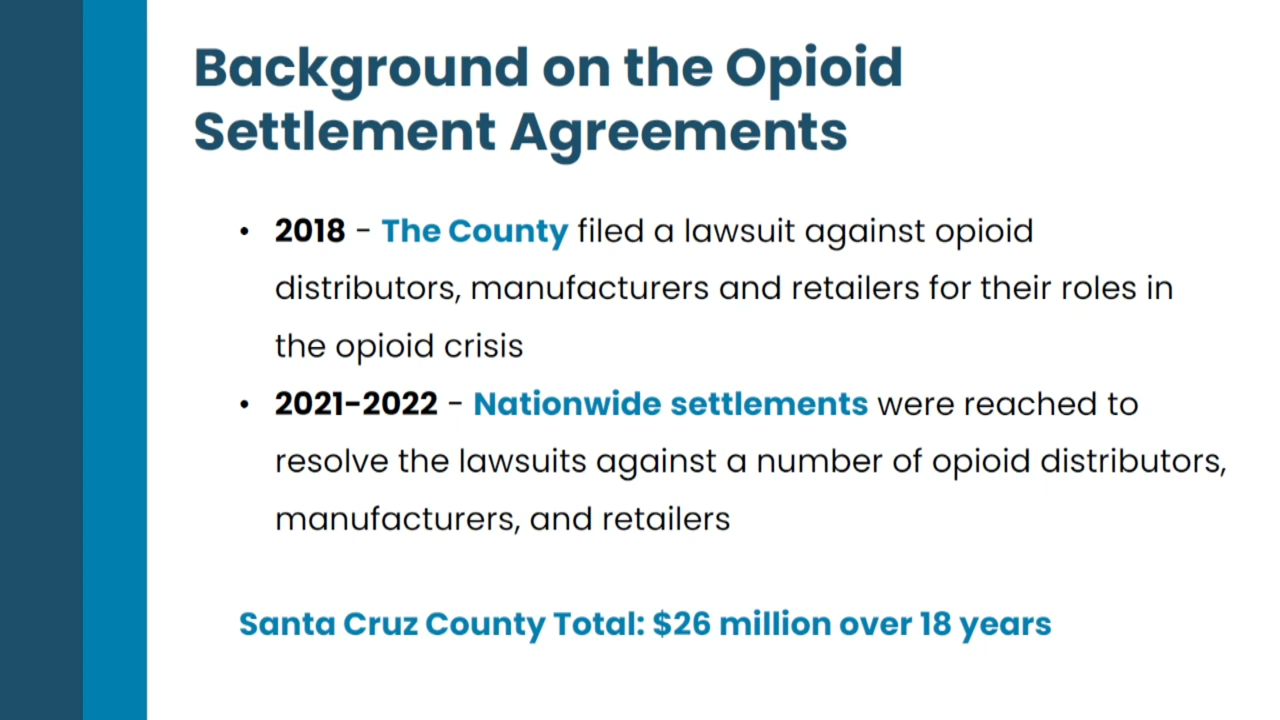 Background on the Opioid
Settlement Agreements
• 2018 - The County filed a lawsuit against opioid
distributors, manufacturers and retailers for their roles in
the opioid crisis
• 2021-2022 - Nationwide settlements were reached to
resolve the lawsuits against a number of opioid distributors,
manufacturers, and retailers
Santa Cruz County Total: $26 million over 18 years